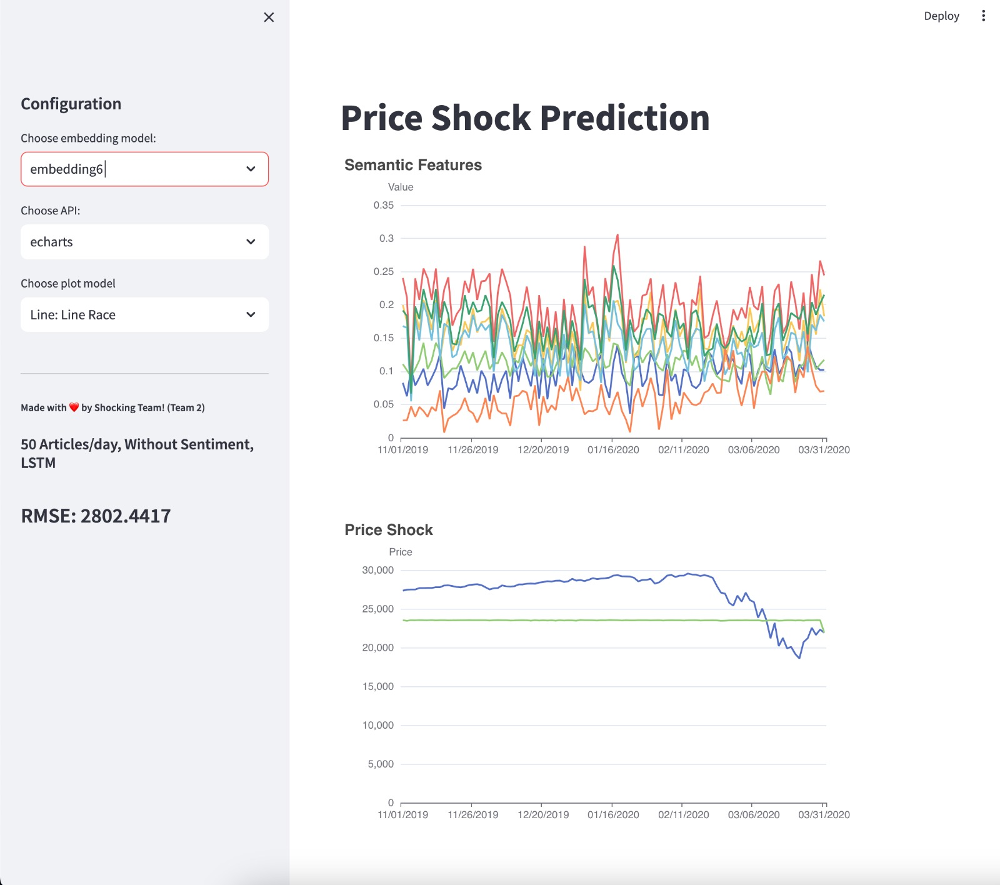 Deploy
Configuration
Choose embedding model:
embedding6
Choose API:
echarts
Choose plot model
Line: Line Race
Made with ❤️ by Shocking Team! (Team 2)
50 Articles/day, Without Sentiment,
LSTM
RMSE: 2802.4417
Price Shock Prediction
Semantic Features
Value
0.35
0.3
0.25
0.2
0.15
0.1
0.05
0
11/01/2019 11/26/2019 12/20/2019 01/16/2020 02/11/2020 03/06/2020 03/31/2020
Price Shock
Price
30,000
25,000
20,000
15,000
10,000
5,000
0
11/01/2019 11/26/2019 12/20/2019 01/16/2020 02/11/2020 03/06/2020 03/31/2020